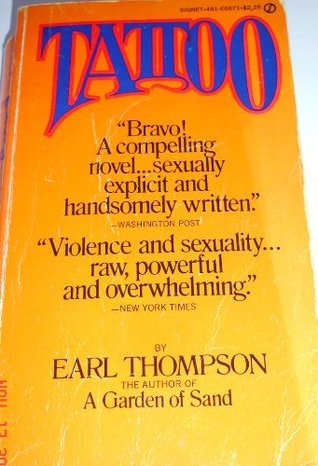 SIGNET•451-E6671•$2.25
TATTOO
“Bravo!
A compelling
novel...sexually
explicit and
handsomely written.”
—WASHINGTON POST
“Violence and sexuality...
raw, powerful
and overwhelming.”
—NEW YORK TIMES
BY
EARL THOMPSON
THE AUTHOR OF
A Garden of Sand